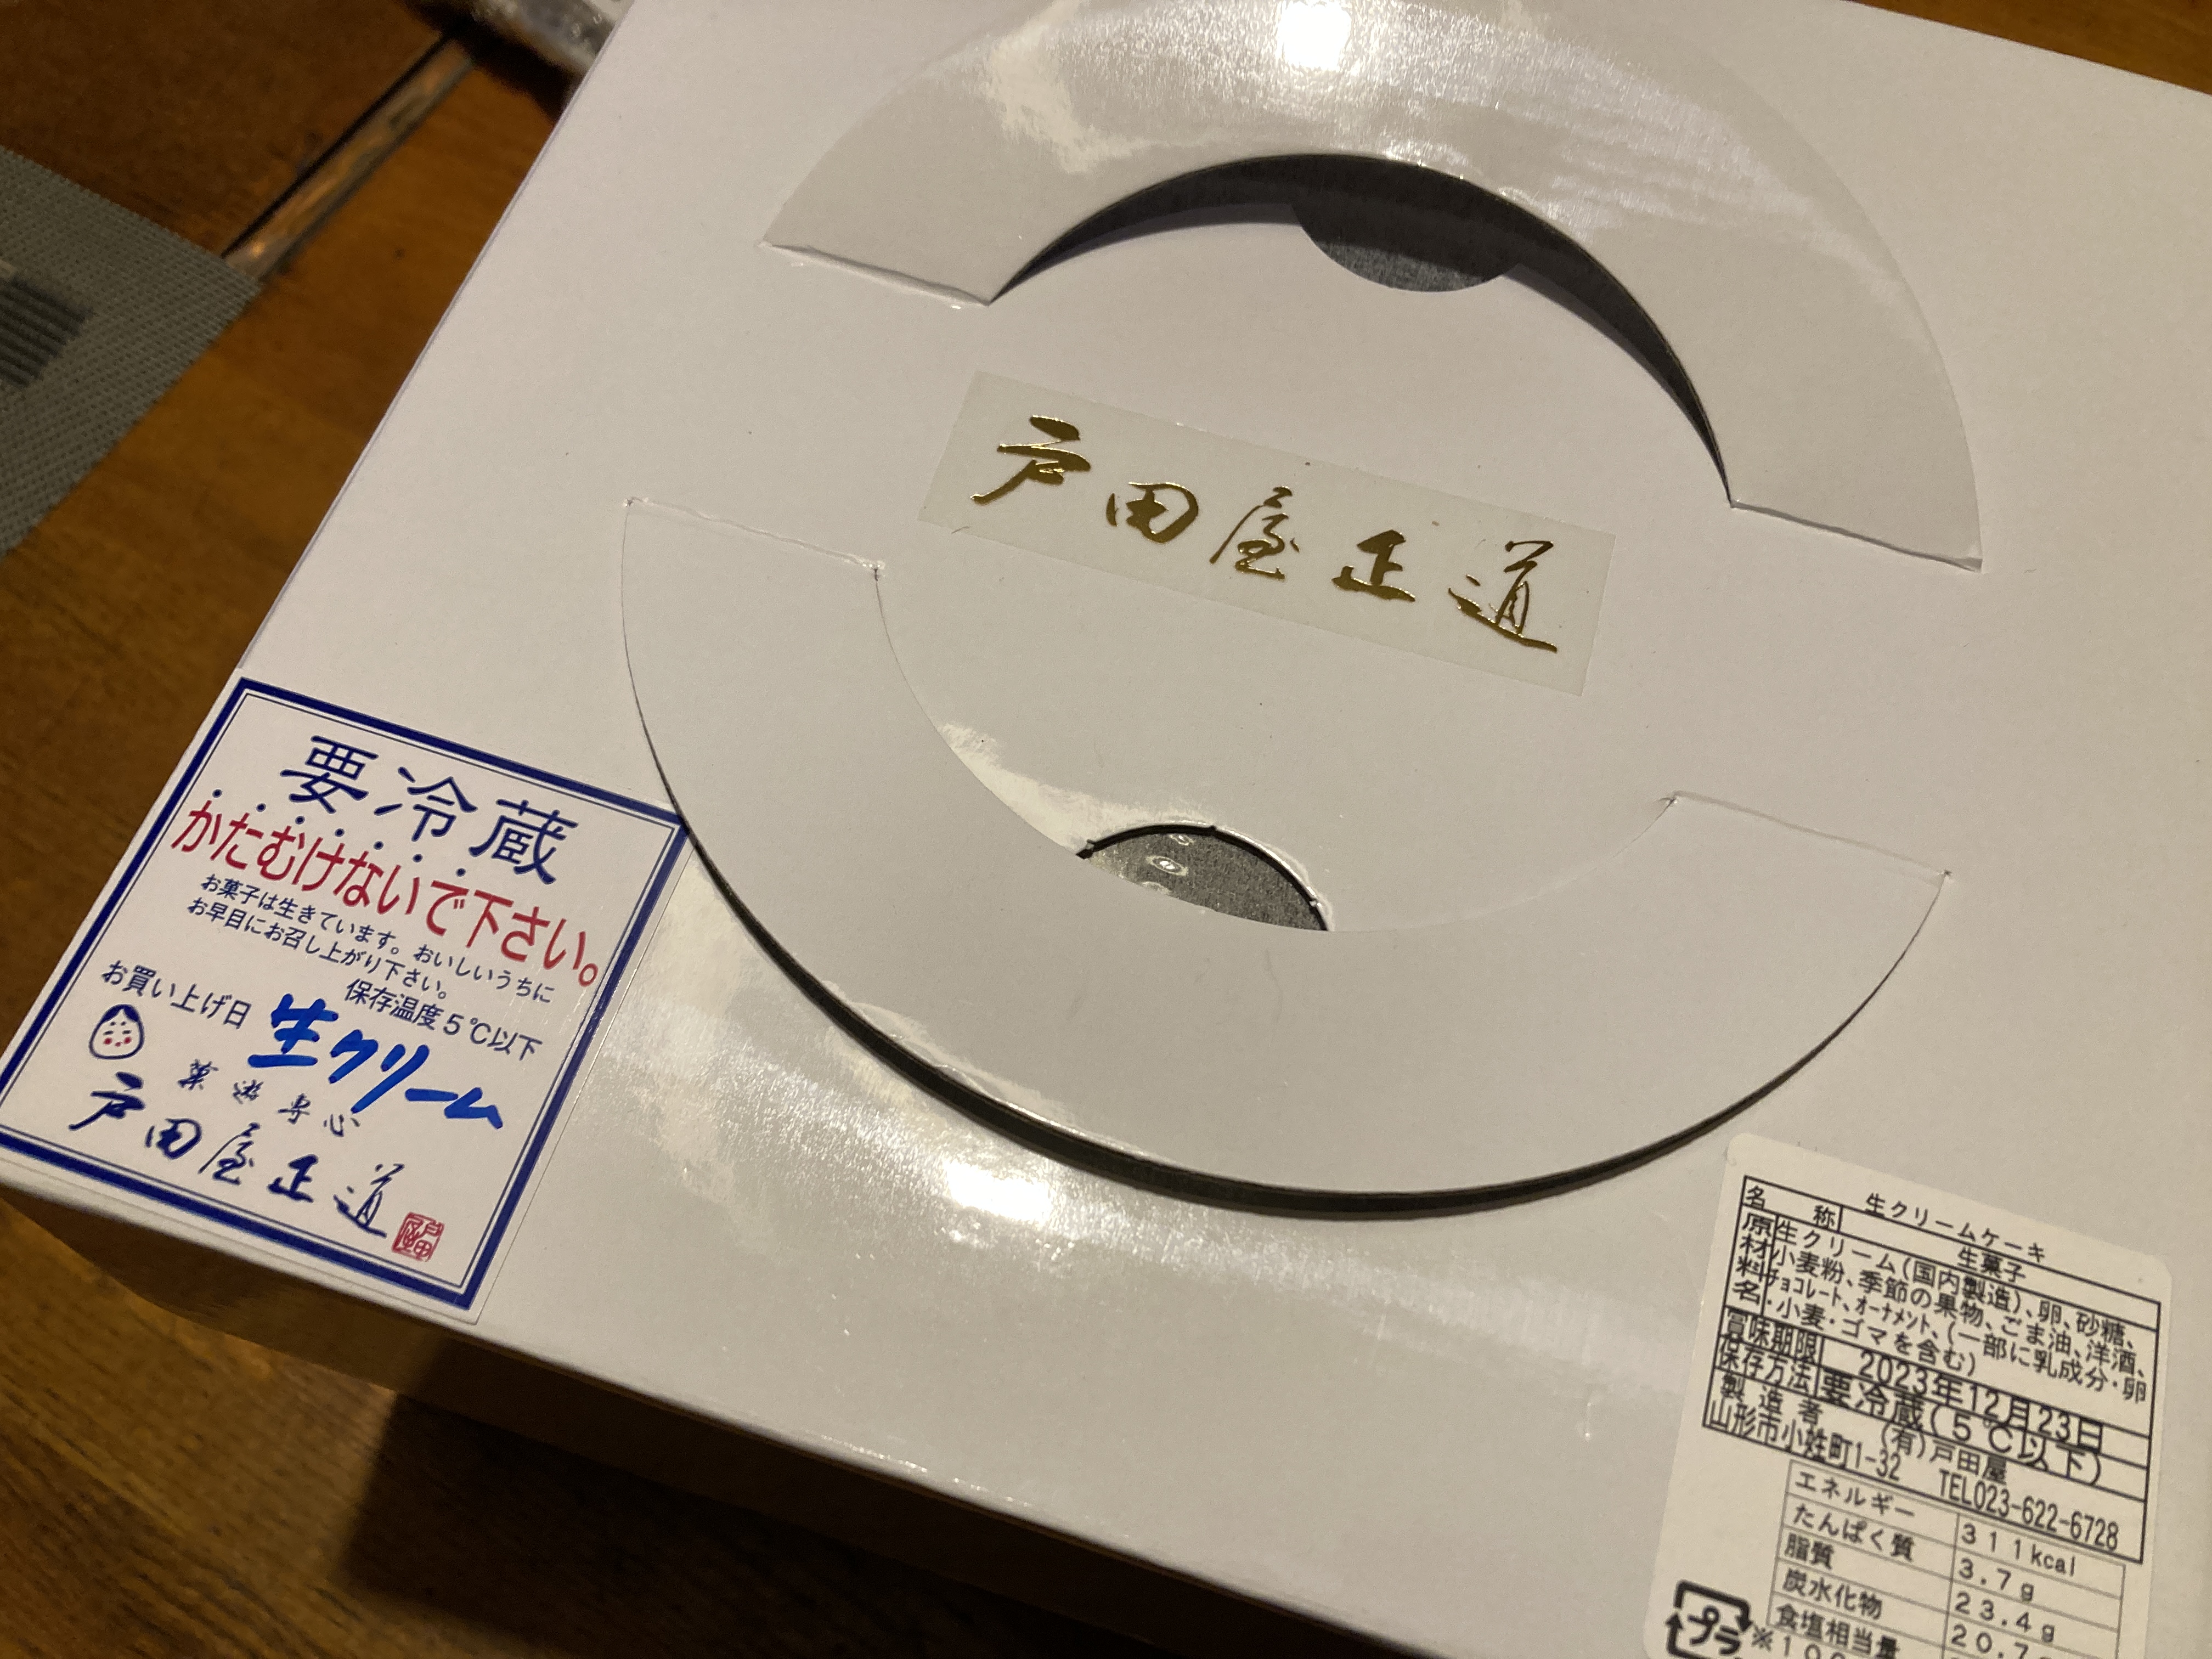 戸田屋正道
要冷蔵
かたむけないで下さい。
お菓子は生きています。おいしいうちに
お早目にお召し上がり下さい。
保存温度5℃以下
お買い上げ日 生クリーム
菓遊専心
戸田屋正道
名称 生クリームケーキ
生菓子
原材料名 生クリーム(国内製造)、卵、砂糖、
小麦粉、季節の果物、ごま油、洋酒、
チョコレート、オーナメント、(一部に乳成分・卵
・小麦・ゴマを含む)
賞味期限 2023年12月23日
保存方法 要冷蔵(5℃以下)
製造者 (有)戸田屋
山形市小姓町1-32 TEL023-622-6728
エネルギー 311kcal
たんぱく質 3.7g
脂質 23.4g
炭水化物 20.7
食塩相当量
プラ